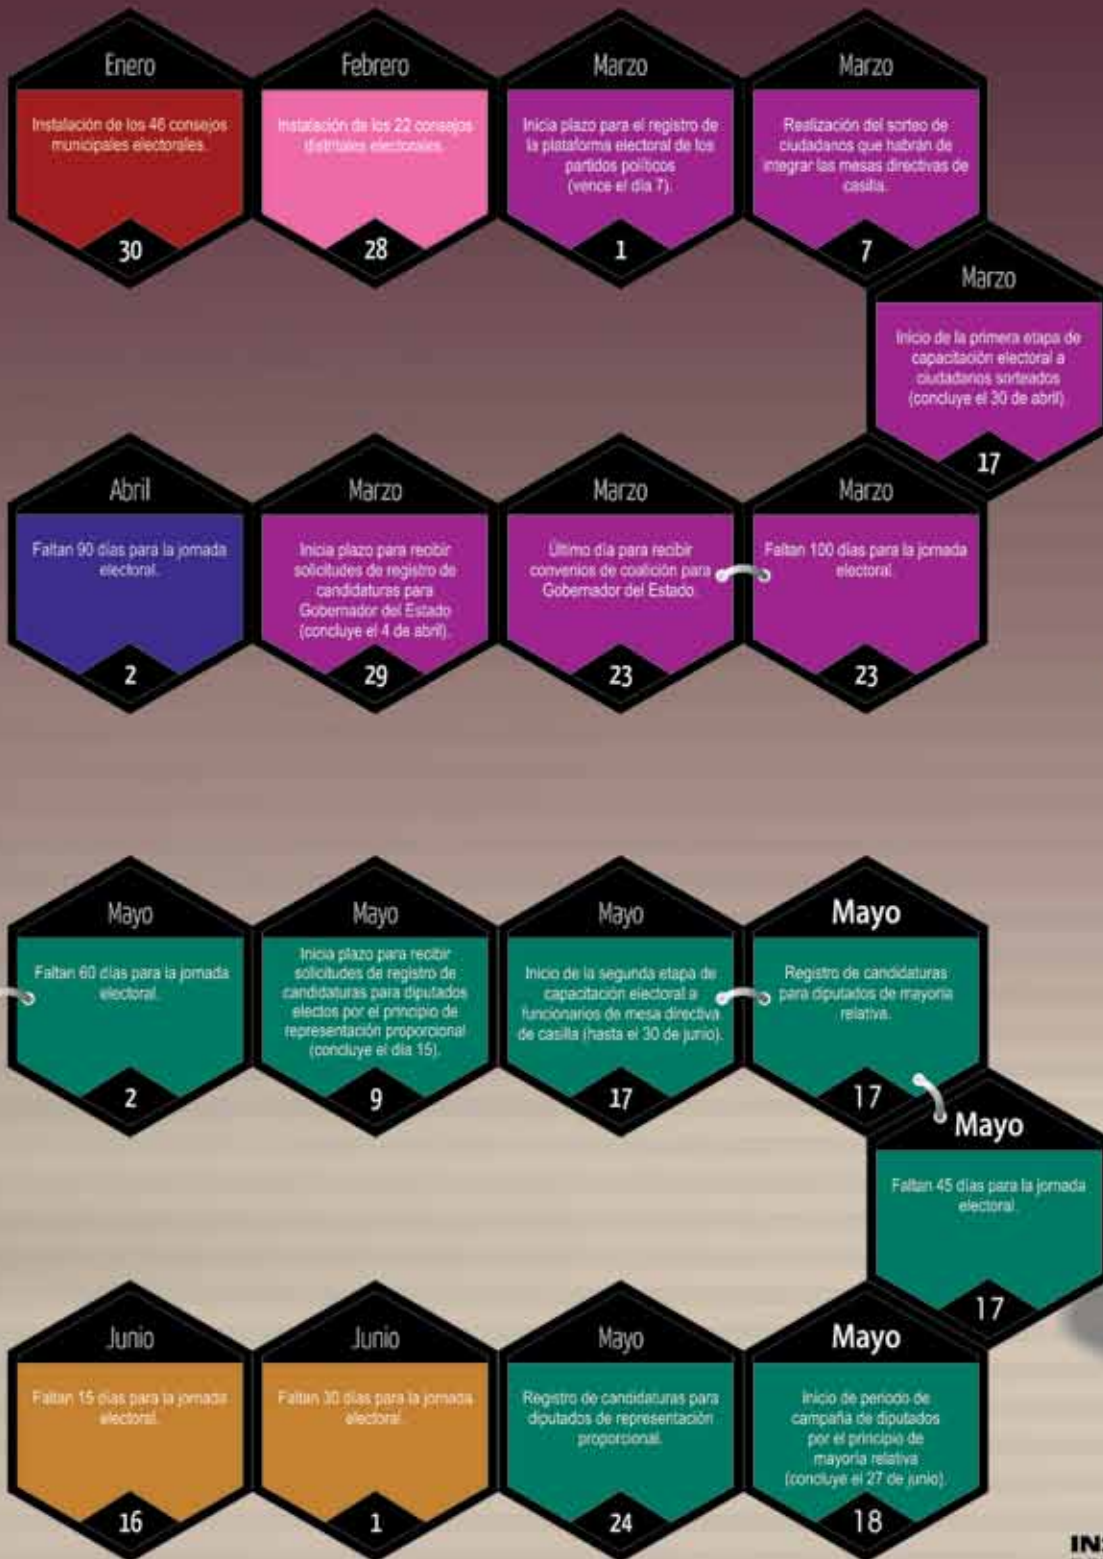 Enero
Instalación de los 46 consejos
municipales electorales.
30
Febrero
Instalación de los 22 consejos
distritales electorales.
28
Marzo
Inicia plazo para el registro de
la plataforma electoral de los
partidos políticos
(vence el día 7).
1
Marzo
Realización del sorteo de
ciudadanos que habrán de
integrar las mesas directivas de
casilla.
7
Marzo
Inicio de la primera etapa de
capacitación electoral a
ciudadanos sorteados
(concluye el 30 de abril).
17
Marzo
Faltan 100 días para la jornada
electoral.
23
Marzo
Último día para recibir
convenios de coalición para
Gobernador del Estado.
23
Marzo
Inicia plazo para recibir
solicitudes de registro de
candidaturas para
Gobernador del Estado
(concluye el 4 de abril).
29
Abril
Faltan 90 días para la jornada
electoral.
2
Mayo
Faltan 60 días para la jornada
electoral.
2
Mayo
Inicia plazo para recibir
solicitudes de registro de
candidaturas para diputados
electos por el principio de
representación proporcional
(concluye el día 15).
9
Mayo
Inicio de la segunda etapa de
capacitación electoral a
funcionarios de mesa directiva
de casilla (hasta el 30 de junio).
17
Mayo
Registro de candidaturas
para diputados de mayoría
relativa.
17
Mayo
Faltan 45 días para la jornada
electoral.
17
Mayo
Inicio de periodo de
campaña de diputados
por el principio de
mayoría relativa
(concluye el 27 de junio).
18
Mayo
Registro de candidaturas para
diputados de representación
proporcional.
24
Junio
Faltan 30 días para la jornada
electoral.
1
Junio
Faltan 15 días para la jornada
electoral.
16